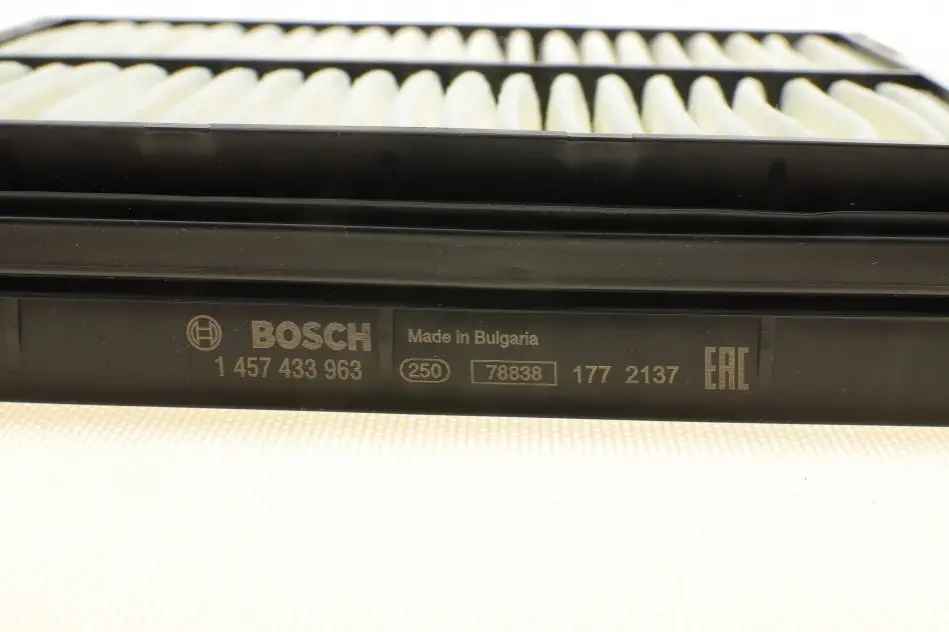 BOSCH
1 457 433 963
Made in Bulgaria
250 78838 177 2137 EAC